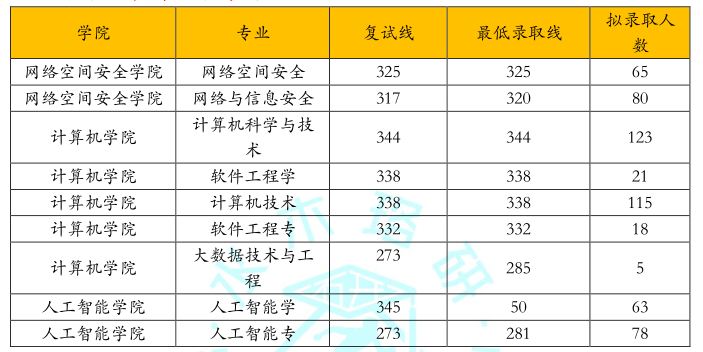 学院 专业 复试线 最低录取线 拟录取人
数
网络空间安全学院 网络空间安全 325 325 65
网络空间安全学院 网络与信息安全 317 320 80
计算机学院 计算机科学与技 344 344 123
术
计算机学院 软件工程学 338 338 21
计算机学院 计算机技术 338 338 115
计算机学院 软件工程专 332 332 18
计算机学院 大数据技术与工 273 285 5
程
人工智能学院 人工智能学 345 50 63
人工智能学院 人工智能专 273 281 78
水木珞研